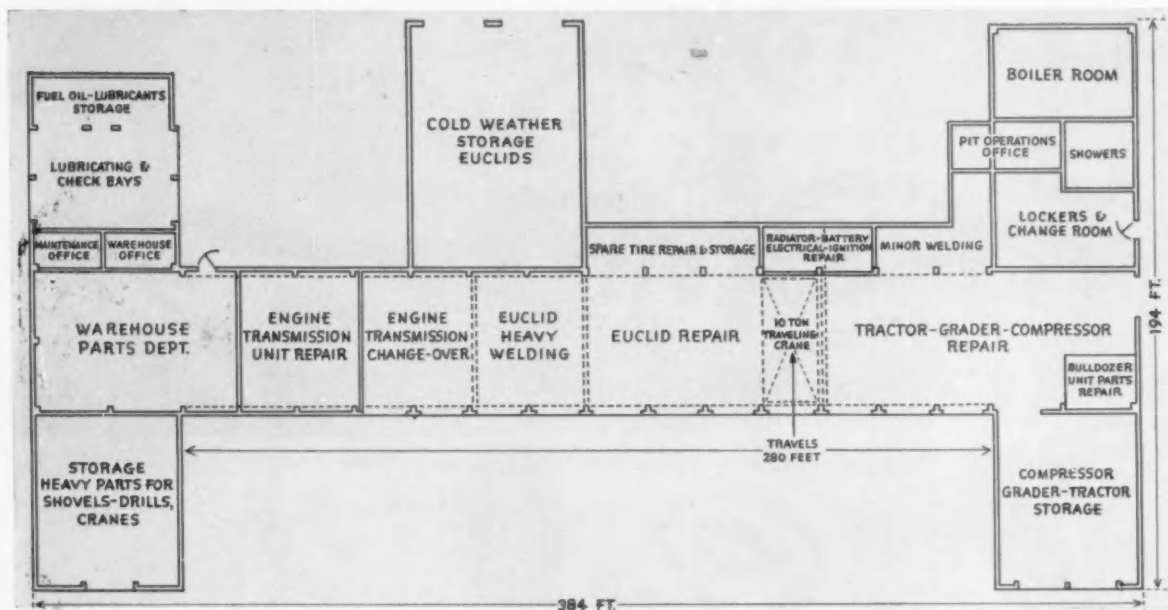 FUEL OIL-LUBRICANTS
STORAGE
LUBRICATING &
CHECK BAYS
MAINTENANCE
OFFICE
WAREHOUSE
OFFICE
COLD WEATHER
STORAGE
EUCLIDS
BOILER ROOM
PIT OPERATIONS
OFFICE
SHOWERS
LOCKERS &
CHANGE ROOM
SPARE TIRE REPAIR & STORAGE
RADIATOR-BATTERY
ELECTRICAL-IGNITION
REPAIR
MINOR WELDING
WAREHOUSE
PARTS DEPT.
ENGINE
TRANSMISSION
UNIT REPAIR
ENGINE
TRANSMISSION
CHANGE-OVER
EUCLID
HEAVY
WELDING
EUCLID REPAIR
10 TON
TRAVELING
CRANE
TRACTOR-GRADER-COMPRESSOR
REPAIR
BULLDOZER
UNIT PARTS
REPAIR
194 FT.
TRAVELS
280 FEET
STORAGE
HEAVY PARTS FOR
SHOVELS-DRILLS,
CRANES
COMPRESSOR
GRADER-TRACTOR
STORAGE
384 FT.